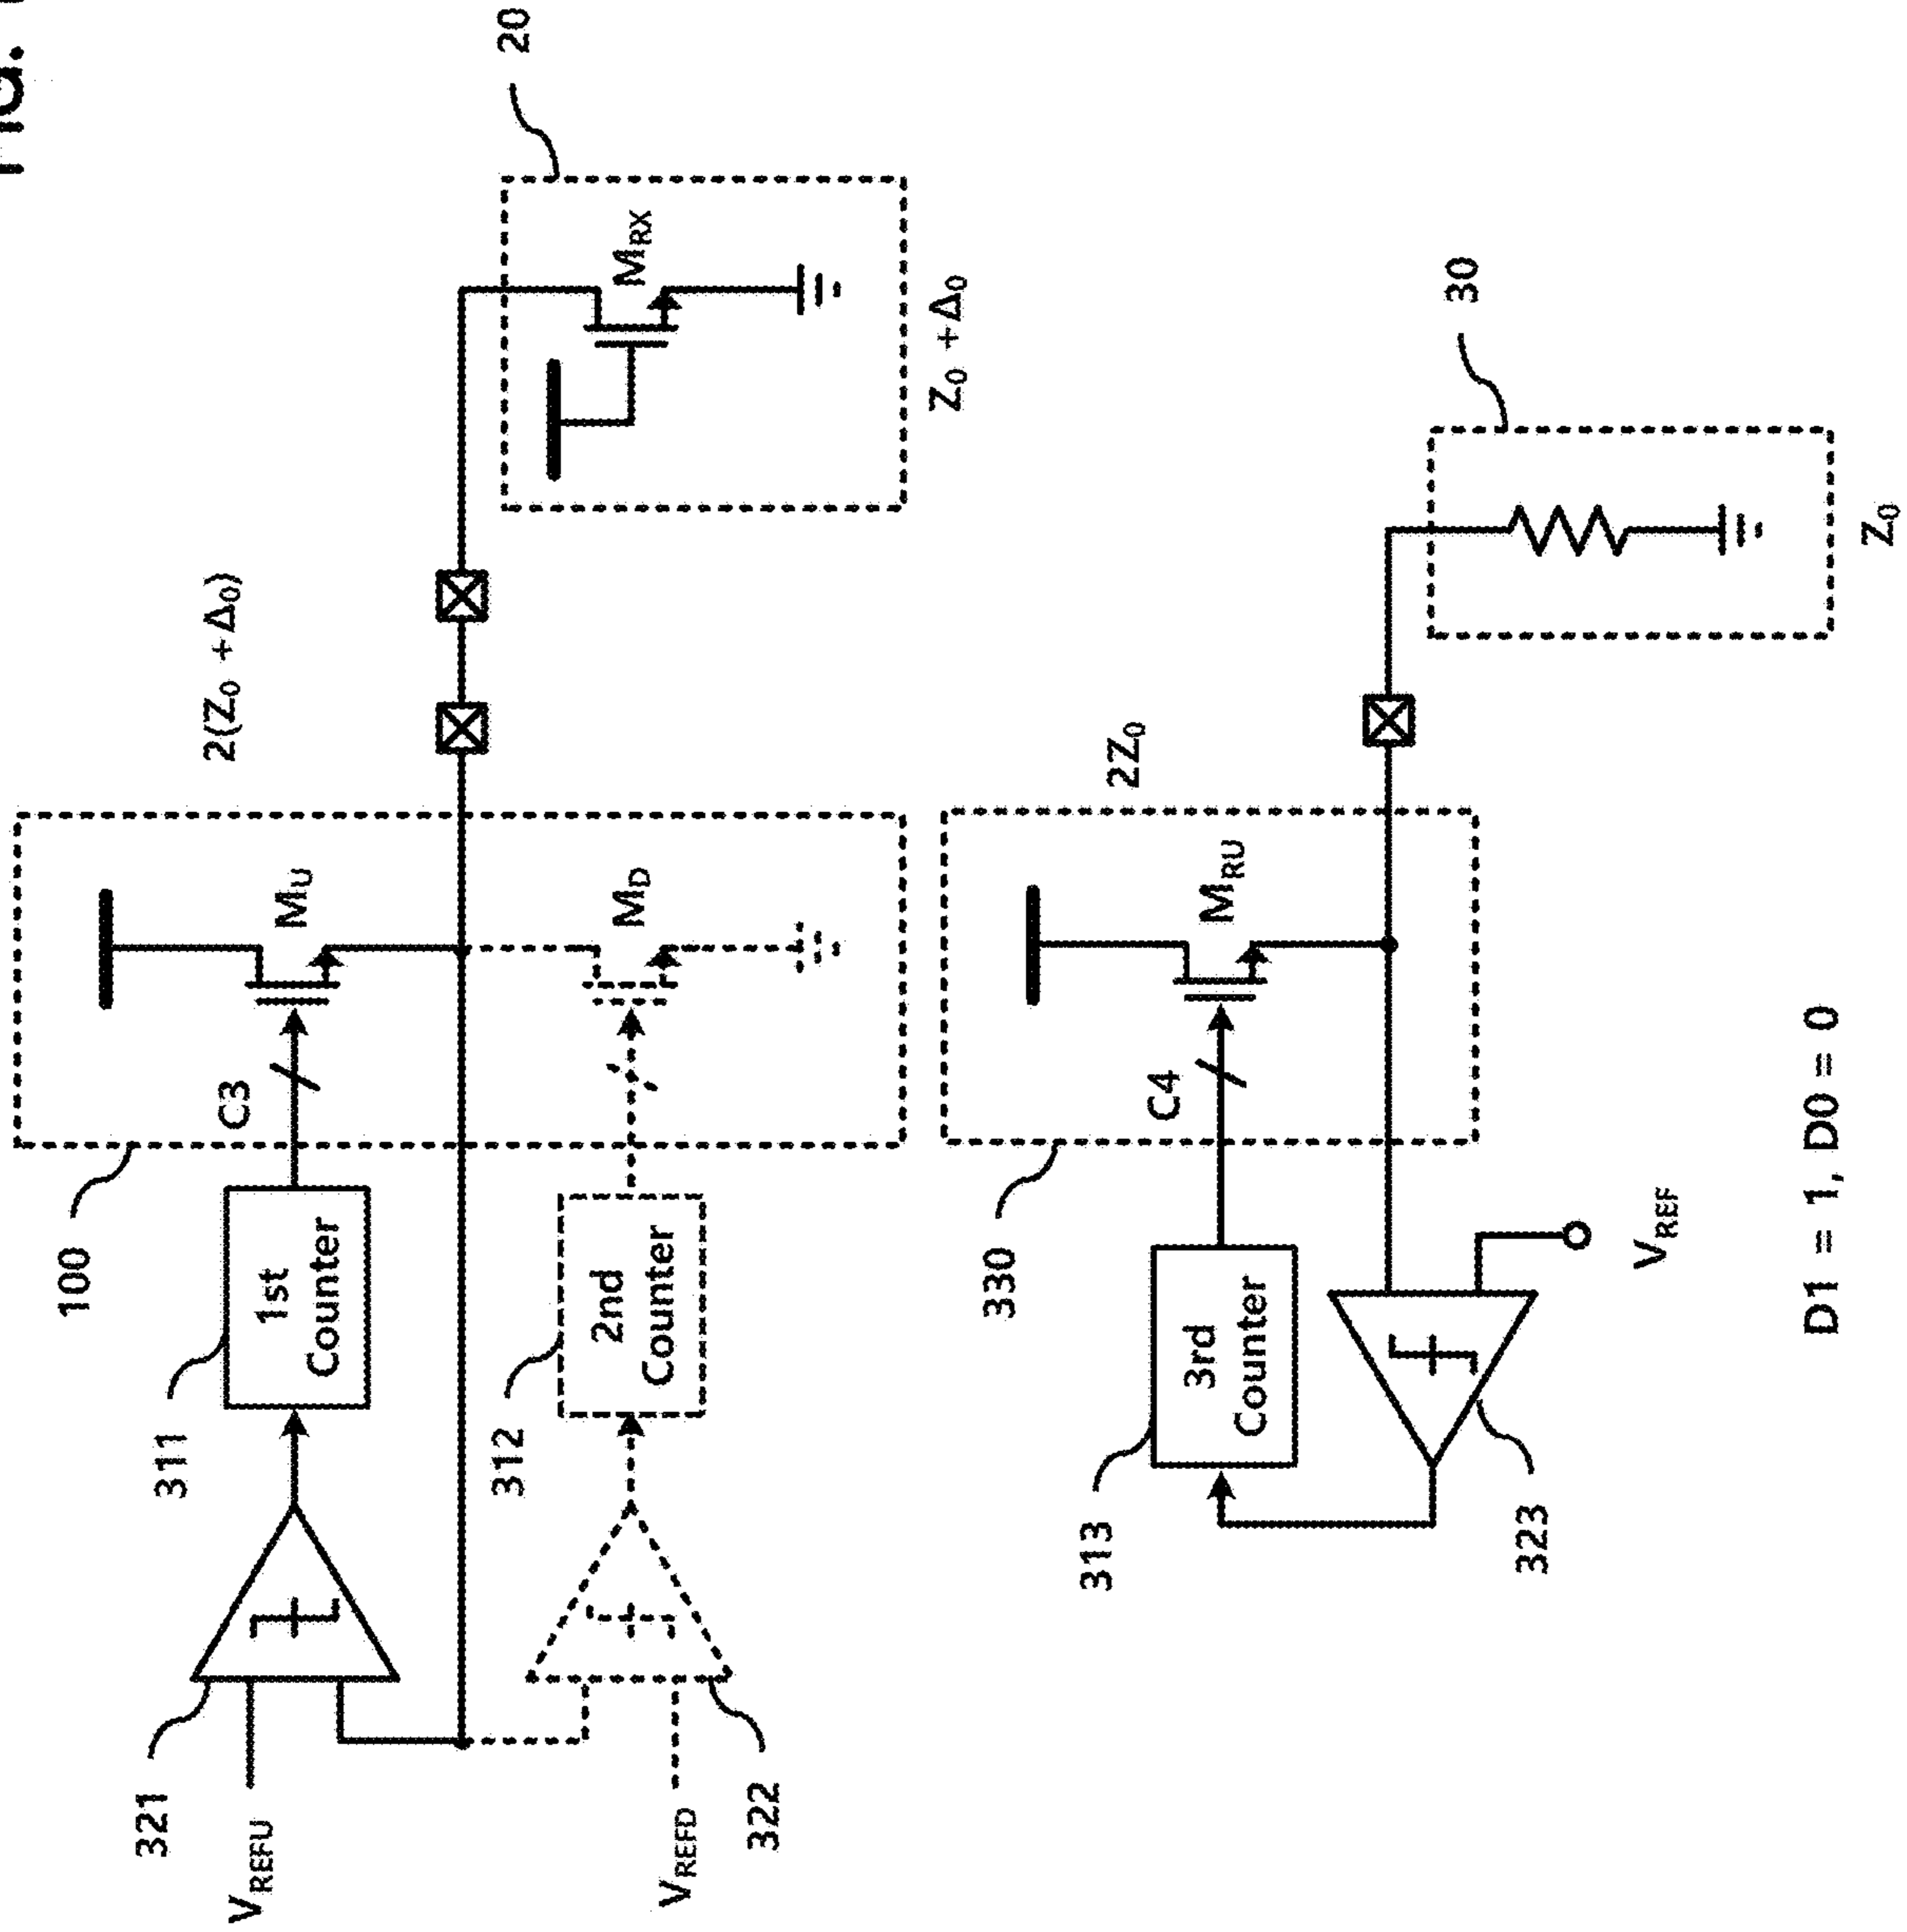 FIG.
100
2(Z0 + Δ0)
20
321
311
C3
MU
VREFU
1st
Counter
MRX
312
MD
2nd
Counter
VREFD
322
Z0 + Δ0
330
2Z0
30
313
C4
MRU
3rd
Counter
323
VREF
Z0
D1 = 1, D0 = 0